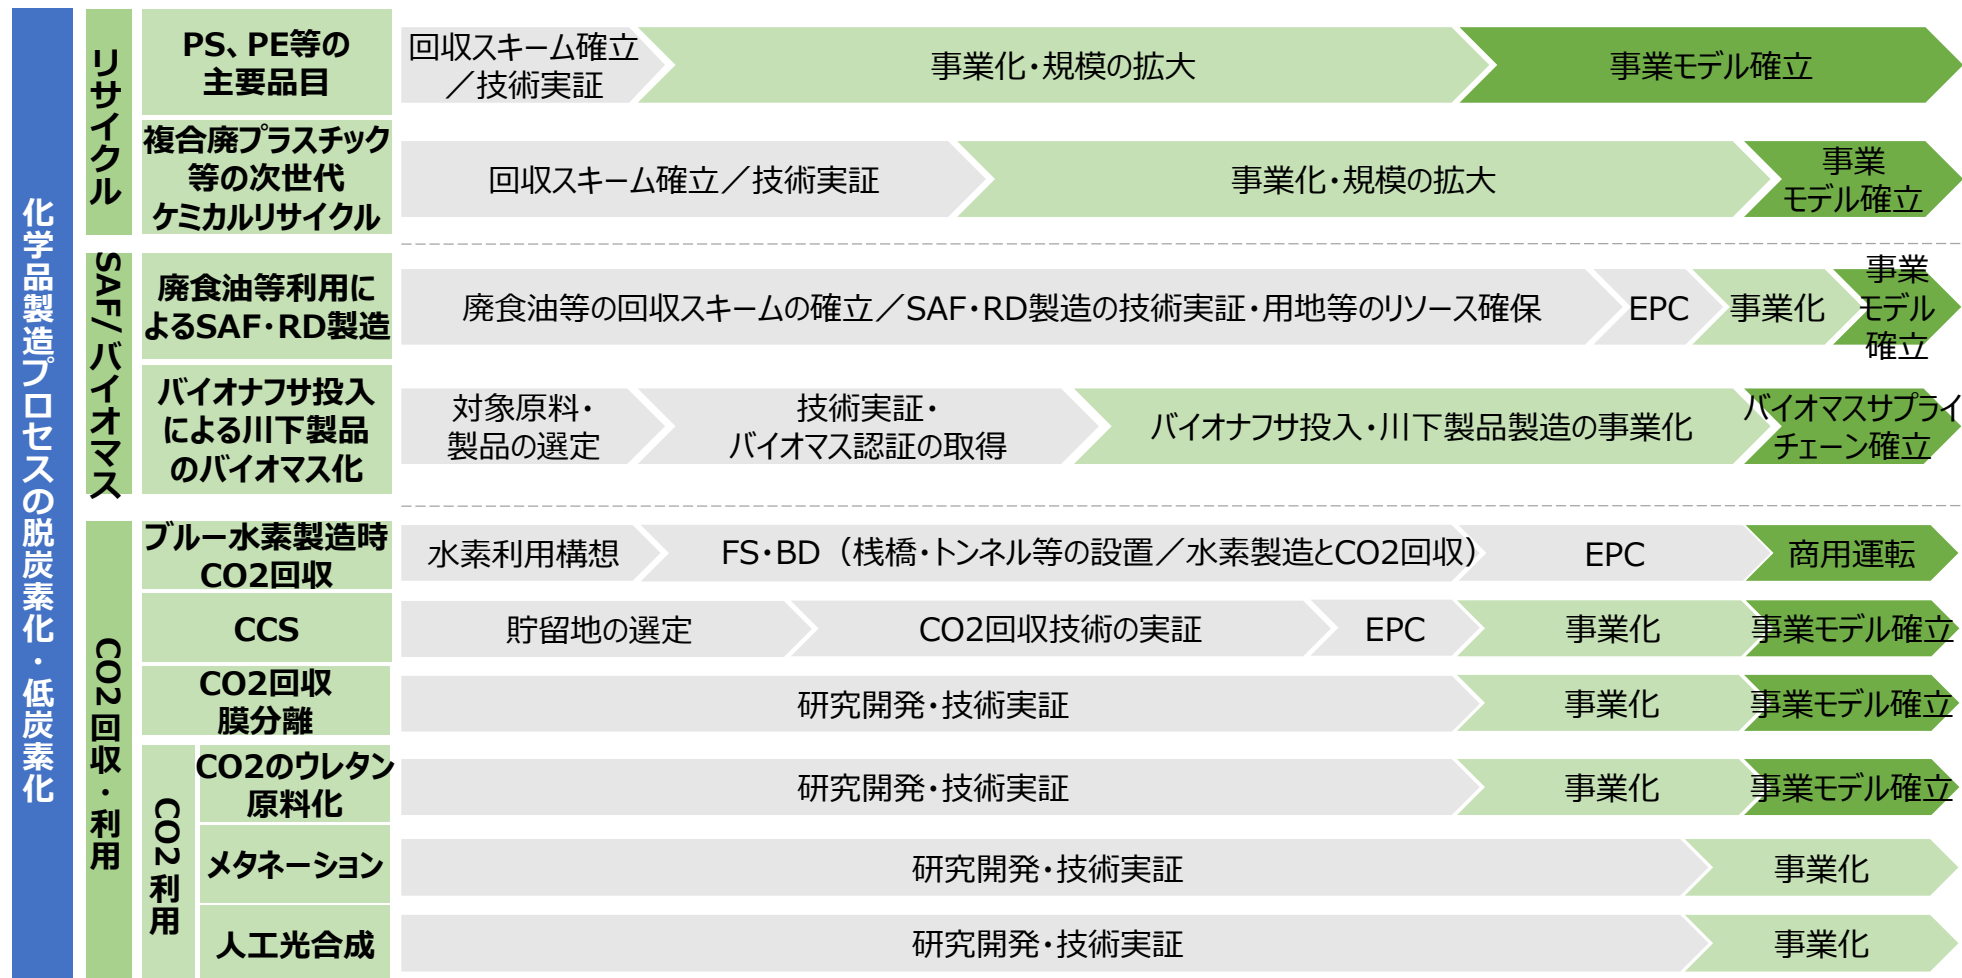 化学品製造プロセスの脱炭素化・低炭素化
リサイクル
PS、PE等の
主要品目
回収スキーム確立
／技術実証
事業化・規模の拡大
事業モデル確立
複合廃プラスチック
等の次世代
ケミカルリサイクル
回収スキーム確立／技術実証
事業化・規模の拡大
事業
モデル確立
SAF/バイオマス
廃食油等利用に
よるSAF・RD製造
廃食油等の回収スキームの確立／SAF・RD製造の技術実証・用地等のリソース確保
EPC
事業化
事業
モデル
確立
バイオナフサ投入
による川下製品
のバイオマス化
対象原料・
製品の選定
技術実証・
バイオマス認証の取得
バイオナフサ投入・川下製品製造の事業化
バイオマスサプライ
チェーン確立
CO2回収・利用
ブルー水素製造時
CO2回収
水素利用構想
FS・BD（桟橋・トンネル等の設置／水素製造とCO2回収）
EPC
商用運転
CCS
貯留地の選定
CO2回収技術の実証
EPC
事業化
事業モデル確立
CO2回収
膜分離
研究開発・技術実証
事業化
事業モデル確立
CO2利用
CO2のウレタン
原料化
研究開発・技術実証
事業化
事業モデル確立
メタネーション
研究開発・技術実証
事業化
人工光合成
研究開発・技術実証
事業化